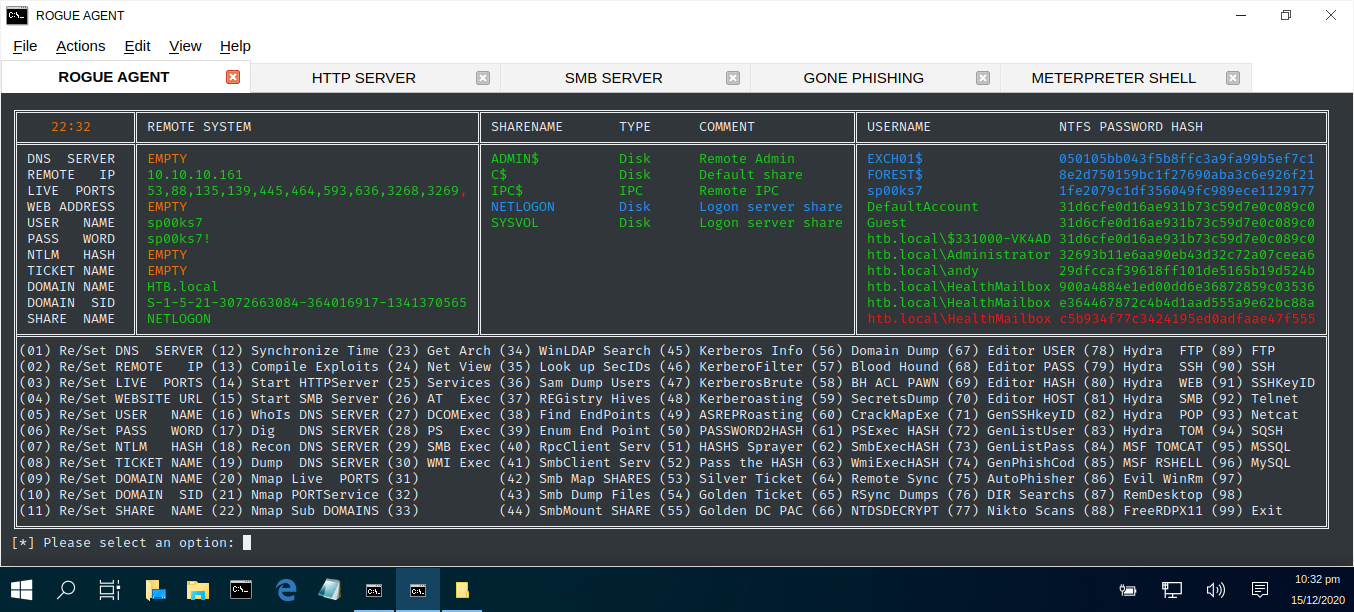 ROGUE AGENT
File Actions Edit View Help
ROGUE AGENT HTTP SERVER SMB SERVER GONE PHISHING METERPRETER SHELL
22:32 REMOTE SYSTEM SHARENAME TYPE COMMENT USERNAME NTFS PASSWORD HASH
DNS SERVER EMPTY ADMIN$ Disk Remote Admin EXCH01$ 050105bb043f5b8ffc3a9fa99b5ef7c1
REMOTE IP 10.10.10.161 C$ Disk Default share FOREST$ 8e2d750159bc1f27690aba3c6e926f21
LIVE PORTS 53,88,135,139,445,464,593,636,3268,3269, IPC$ IPC Remote IPC sp00ks7 1fe2079c1df356049fc989ece1129177
WEB ADDRESS EMPTY NETLOGON Disk Logon server share DefaultAccount 31d6cfe0d16ae931b73c59d7e0c089c0
USER NAME sp00ks7 SYSVOL Disk Logon server share Guest 31d6cfe0d16ae931b73c59d7e0c089c0
PASS WORD sp00ks7! htb.local\$331000-VK4AD 31d6cfe0d16ae931b73c59d7e0c089c0
NTLM HASH EMPTY htb.local\Administrator 32693b11e6aa90eb43d32c72a07ceea6
TICKET NAME EMPTY htb.local\andy 29dfccaf39618ff101de5165b19d524b
DOMAIN NAME HTB.local htb.local\HealthMailbox 900a4884e1ed00dd6e36872859c03536
DOMAIN SID S-1-5-21-3072663084-364016917-1341370565 htb.local\HealthMailbox e364467872c4b4d1aad555a9e62bc88a
SHARE NAME NETLOGON htb.local\HealthMailbox c5b934f77c3424195ed0adfaae47f555
(01) Re/Set DNS SERVER (12) Synchronize Time (23) Get Arch (34) WinLDAP Search (45) Kerberos Info (56) Domain Dump (67) Editor USER (78) Hydra FTP (89) FTP
(02) Re/Set REMOTE IP (13) Compile Exploits (24) Net View (35) Look up SecIDs (46) KerberoFilter (57) Blood Hound (68) Editor PASS (79) Hydra SSH (90) SSH
(03) Re/Set LIVE PORTS (14) Start HTTPServer (25) Services (36) Sam Dump Users (47) KerberosBrute (58) BH ACL PAWN (69) Editor HASH (80) Hydra WEB (91) SSHKeyID
(04) Re/Set WEBSITE URL (15) Start SMB Server (26) AT Exec (37) REGistry Hives (48) Kerberoasting (59) SecretsDump (70) Editor HOST (81) Hydra SMB (92) Telnet
(05) Re/Set USER NAME (16) WhoIs DNS SERVER (27) DCOMExec (38) Find EndPoints (49) ASREPRoasting (60) CrackMapExe (71) GenSSHkeyID (82) Hydra POP (93) Netcat
(06) Re/Set PASS WORD (17) Dig DNS SERVER (28) PS Exec (39) Enum End Point (50) PASSWORD2HASH (61) PSExec HASH (72) GenListUser (83) Hydra TOM (94) SQSH
(07) Re/Set NTLM HASH (18) Recon DNS SERVER (29) SMB Exec (40) RpcClient Serv (51) HASHS Sprayer (62) SmbExecHASH (73) GenListPass (84) MSF TOMCAT (95) MSSQL
(08) Re/Set TICKET NAME (19) Dump DNS SERVER (30) WMI Exec (41) SmbClient Serv (52) Pass the HASH (63) WmiExecHASH (74) GenPhishCod (85) MSF RSHELL (96) MySQL
(09) Re/Set DOMAIN NAME (20) Nmap Live PORTS (31) (42) Smb Map SHARES (53) Silver Ticket (64) Remote Sync (75) AutoPhisher (86) Evil WinRm (97)
(10) Re/Set DOMAIN SID (21) Nmap PORTService (32) (43) Smb Dump Files (54) Golden Ticket (65) RSync Dumps (76) DIR Searchs (87) RemDesktop (98)
(11) Re/Set SHARE NAME (22) Nmap Sub DOMAINS (33) (44) SmbMount SHARE (55) Golden DC PAC (66) NTDSDECRYPT (77) Nikto Scans (88) FreeRDPX11 (99) Exit
[*] Please select an option:
10:32 pm
15/12/2020